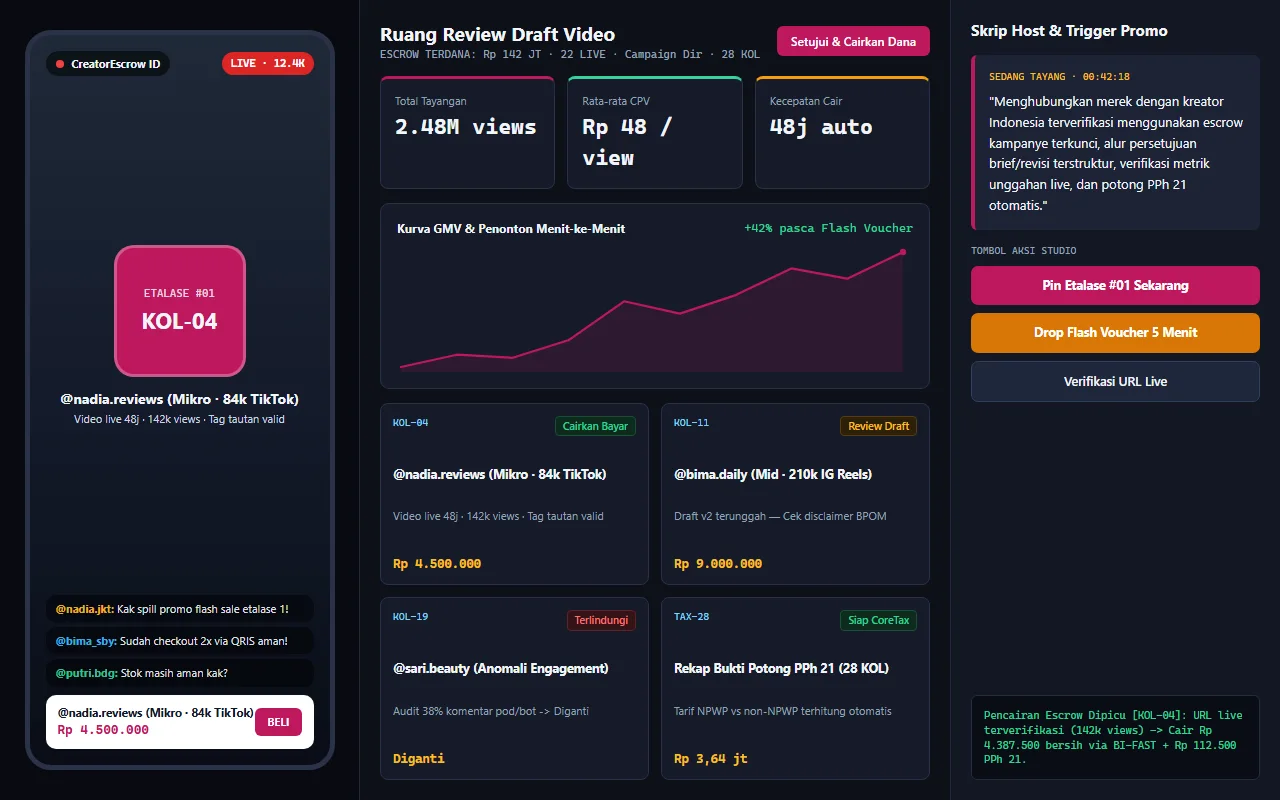 CreatorEscrow ID
LIVE · 12.4K
ETALASE #01
KOL-04
@nadia.reviews (Mikro · 84k TikTok)
Video live 48j · 142k views · Tag tautan valid
@nadia.jkt: Kak spill promo flash sale etalase 1!
@bima_sby: Sudah checkout 2x via QRIS aman!
@putri.bdg: Stok masih aman kak?
@nadia.reviews (Mikro · 84k TikTok)
Rp 4.500.000
BELI
Ruang Review Draft Video
ESCROW TERDANA: Rp 142 JT · 22 LIVE · Campaign Dir · 28 KOL
Setujui & Cairkan Dana
Total Tayangan
2.48M views
Rata-rata CPV
Rp 48 /
view
Kecepatan Cair
48j auto
Kurva GMV & Penonton Menit-ke-Menit
+42% pasca Flash Voucher
KOL-04
Cairkan Bayar
@nadia.reviews (Mikro · 84k TikTok)
Video live 48j · 142k views · Tag tautan valid
Rp 4.500.000
KOL-11
Review Draft
@bima.daily (Mid · 210k IG Reels)
Draft v2 terunggah — Cek disclaimer BPOM
Rp 9.000.000
KOL-19
Terlindungi
@sari.beauty (Anomali Engagement)
Audit 38% komentar pod/bot -> Diganti
Diganti
TAX-28
Siap CoreTax
Rekap Bukti Potong PPh 21 (28 KOL)
Tarif NPWP vs non-NPWP terhitung otomatis
Rp 3,64 jt
Skrip Host & Trigger Promo
SEDANG TAYANG · 00:42:18
"Menghubungkan merek dengan kreator
Indonesia terverifikasi menggunakan escrow
kampanye terkunci, alur persetujuan
brief/revisi terstruktur, verifikasi metrik
unggahan live, dan potong PPh 21
otomatis."
TOMBOL AKSI STUDIO
Pin Etalase #01 Sekarang
Drop Flash Voucher 5 Menit
Verifikasi URL Live
Pencairan Escrow Dipicu [KOL-04]: URL live
terverifikasi (142k views) -> Cair Rp
4.387.500 bersih via BI-FAST + Rp 112.500
PPh 21.